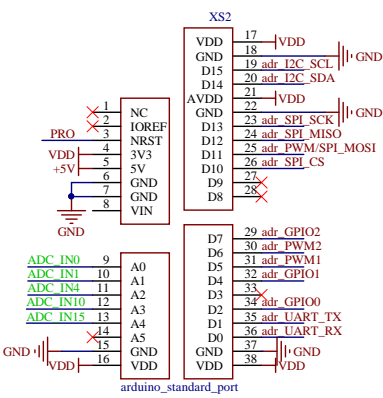 XS2
VDD 17 VDD
GND 18 GND
D15 19 adr_I2C_SCL
D14 20 adr_I2C_SDA
AVDD 21 VDD
GND 22 GND
D13 23 adr_SPI_SCK
D12 24 adr_SPI_MISO
D11 25 adr_PWM/SPI_MOSI
D10 26 adr_SPI_CS
D9 27
D8 28
1 NC
2 IOREF
PRO 3 NRST
VDD 4 3V3
+5V 5 5V
6 GND
7 GND
8 VIN
GND
D7 29 adr_GPIO2
D6 30 adr_PWM2
D5 31 adr_PWM1
D4 32 adr_GPIO1
D3 33
D2 34 adr_GPIO0
D1 35 adr_UART_TX
D0 36 adr_UART_RX
GND 37 GND
VDD 38 VDD
ADC_IN0 9 A0
ADC_IN1 10 A1
ADC_IN4 11 A2
ADC_IN10 12 A3
ADC_IN15 13 A4
14 A5
GND 15 GND
VDD 16 VDD
arduino_standard_port